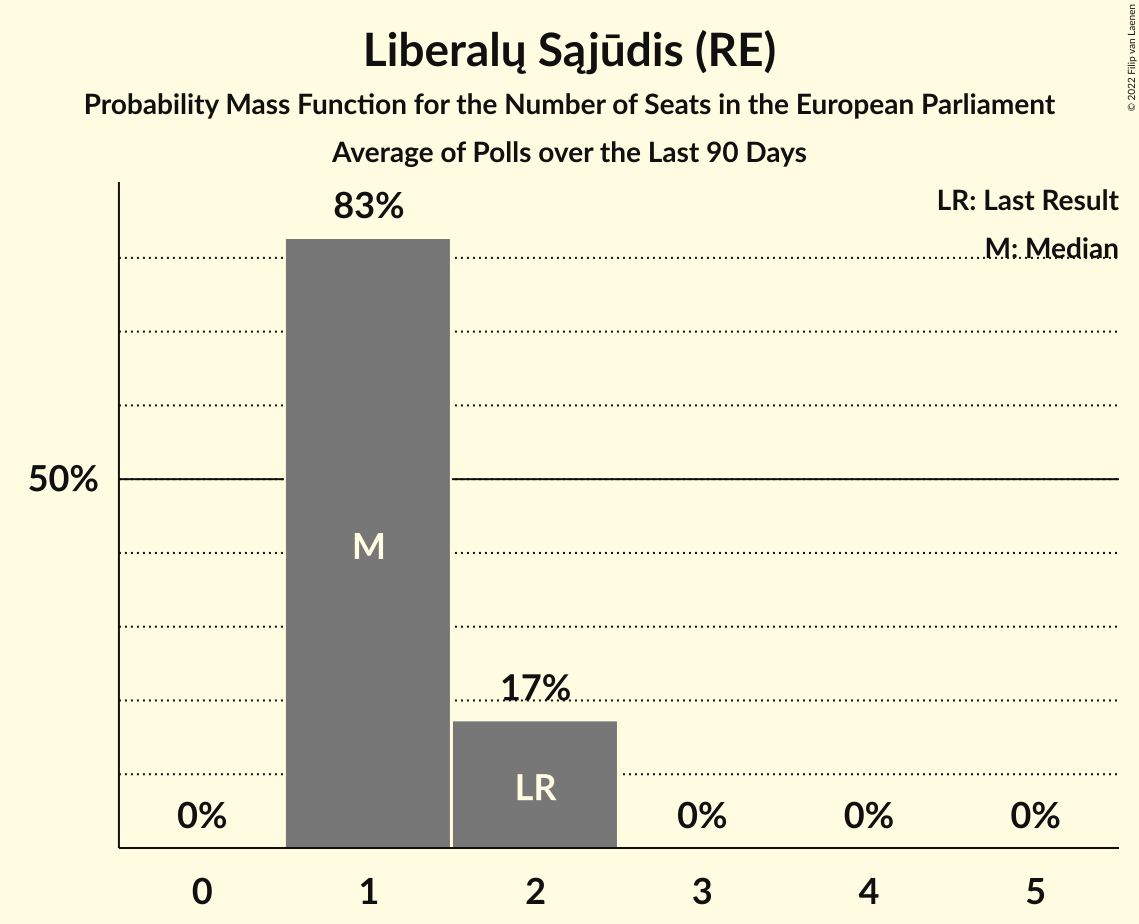 Liberalų Sąjūdis (RE)
Probability Mass Function for the Number of Seats in the European Parliament
Average of Polls over the Last 90 Days
© 2022 Filip van Laenen
LR: Last Result
M: Median
83%
50%
M
17%
LR
0%
0%
0%
0%
0 1 2 3 4 5